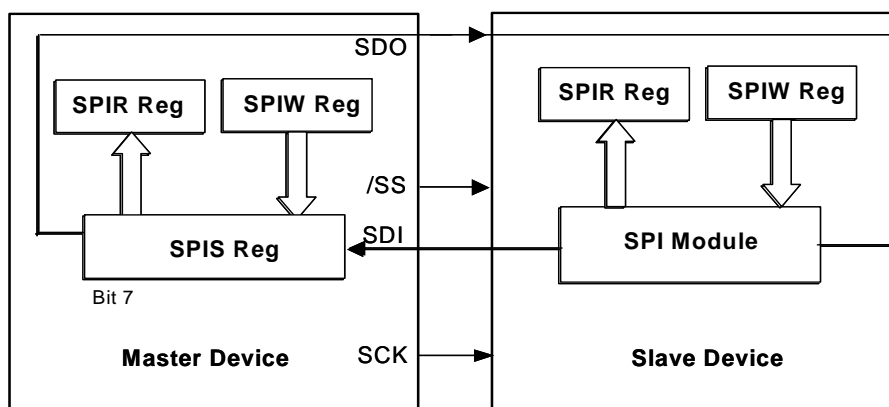 SDO
SPIR Reg
SPIW Reg
SPIR Reg
SPIW Reg
/SS
SPIS Reg
SDI
SPI Module
Bit 7
Master Device
SCK
Slave Device